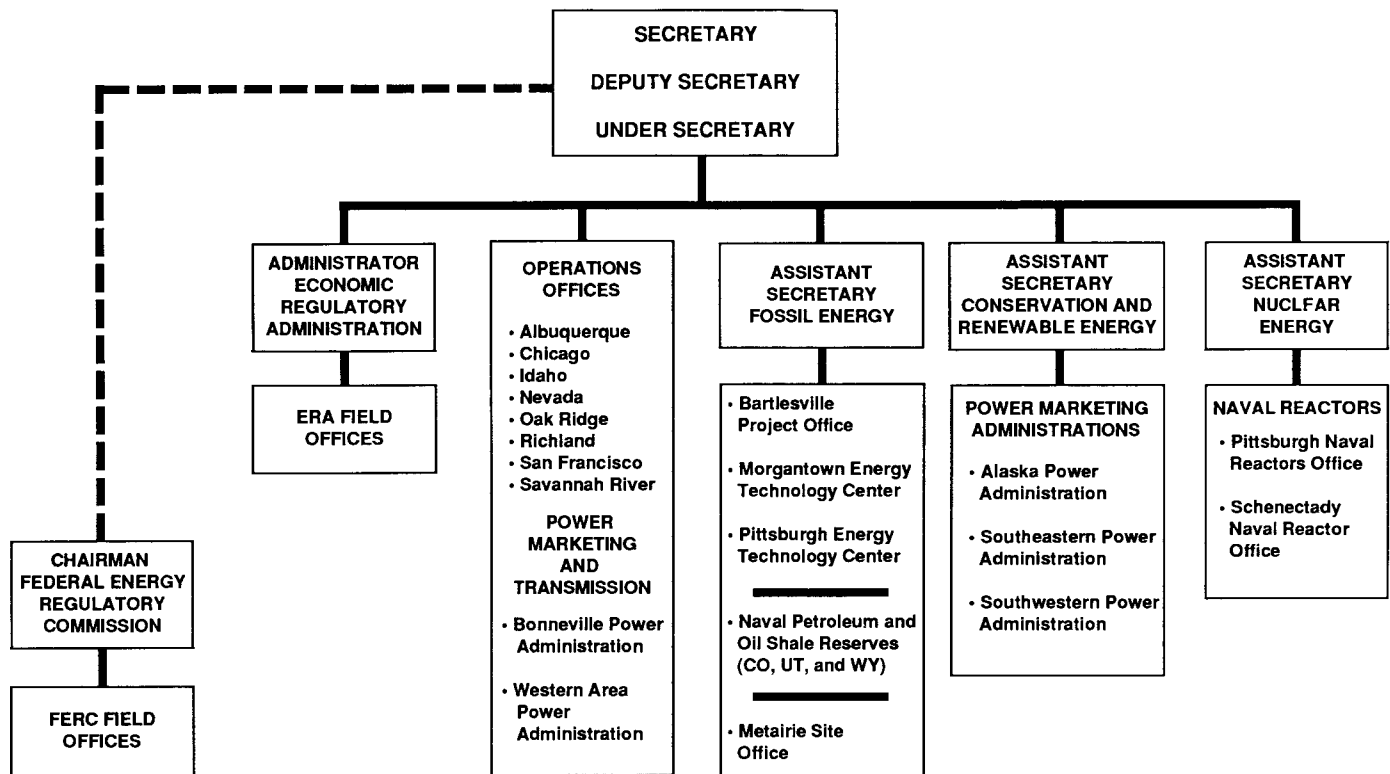 SECRETARY
DEPUTY SECRETARY
UNDER SECRETARY
ADMINISTRATOR
ECONOMIC
REGULATORY
ADMINISTRATION
ERA FIELD
OFFICES
OPERATIONS
OFFICES
• Albuquerque
• Chicago
• Idaho
• Nevada
• Oak Ridge
• Richland
• San Francisco
• Savannah River
POWER
MARKETING
AND
TRANSMISSION
• Bonneville Power
Administration
• Western Area
Power
Administration
ASSISTANT
SECRETARY
FOSSIL ENERGY
• Bartlesville
Project Office
• Morgantown Energy
Technology Center
• Pittsburgh Energy
Technology Center
• Naval Petroleum and
Oil Shale Reserves
(CO, UT, and WY)
• Metairie Site
Office
ASSISTANT
SECRETARY
CONSERVATION AND
RENEWABLE ENERGY
POWER MARKETING
ADMINISTRATIONS
• Alaska Power
Administration
• Southeastern Power
Administration
• Southwestern Power
Administration
ASSISTANT
SECRETARY
NUCLFAR
ENERGY
NAVAL REACTORS
• Pittsburgh Naval
Reactors Office
• Schenectady
Naval Reactor
Office
CHAIRMAN
FEDERAL ENERGY
REGULATORY
COMMISSION
FERC FIELD
OFFICES